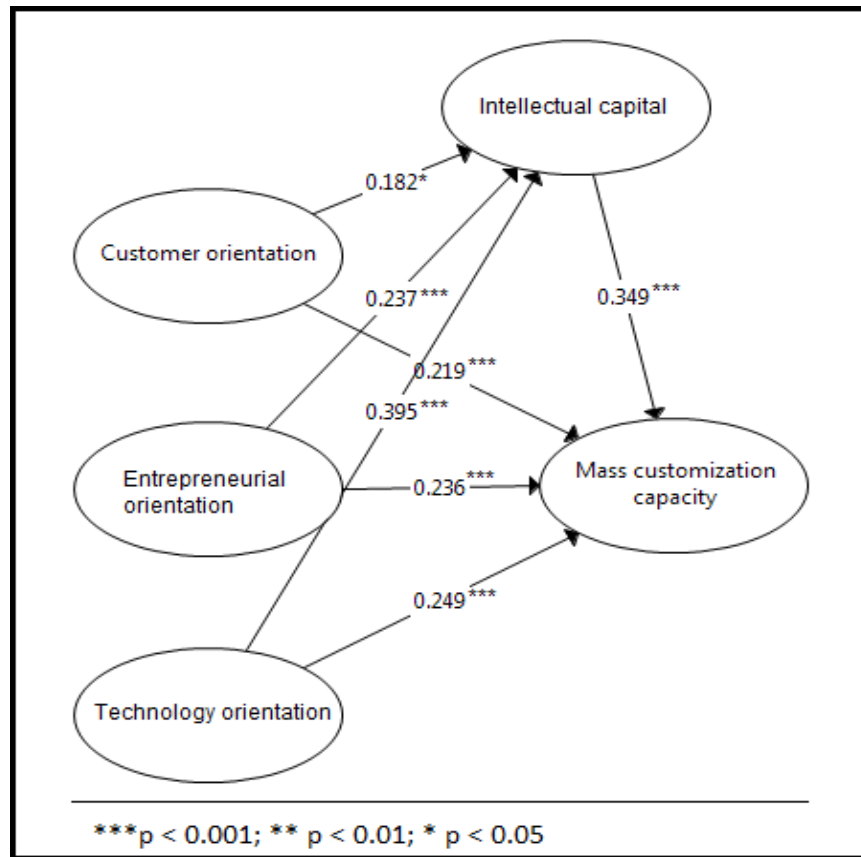 Intellectual capital
0.182*
Customer orientation
0.237***
0.349***
0.219***
0.395***
Entrepreneurial
orientation
0.236***
Mass customization
capacity
0.249***
Technology orientation
***p < 0.001; ** p < 0.01; * p < 0.05